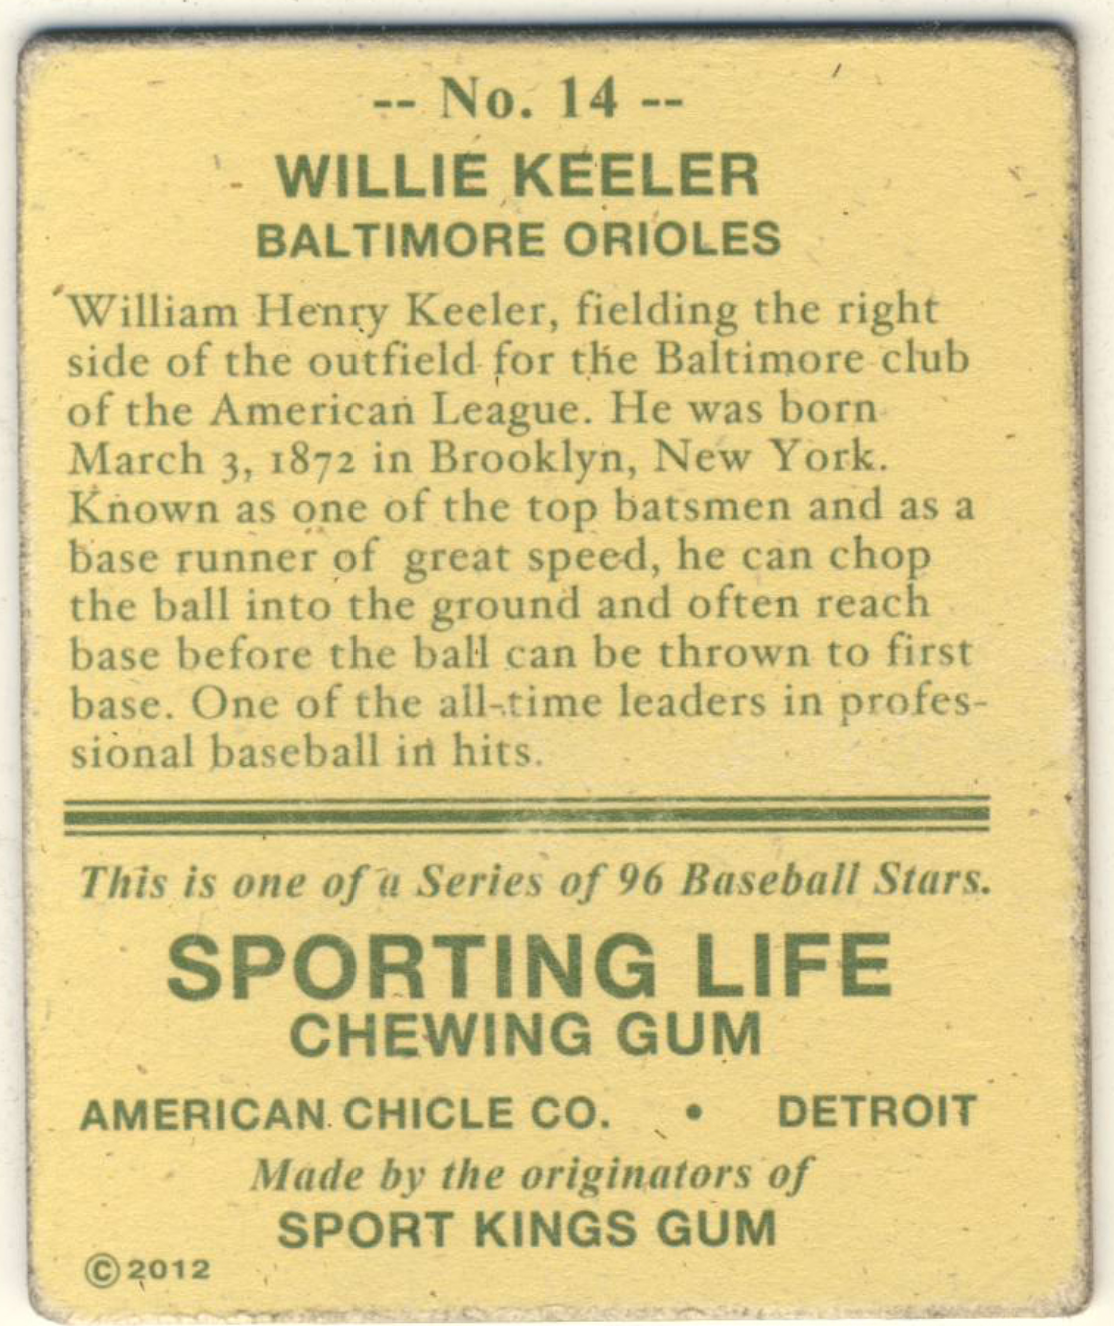 -- No. 14 --
WILLIE KEELER
BALTIMORE ORIOLES
William Henry Keeler, fielding the right
side of the outfield for the Baltimore club
of the American League. He was born
March 3, 1872 in Brooklyn, New York.
Known as one of the top batsmen and as a
base runner of great speed, he can chop
the ball into the ground and often reach
base before the ball can be thrown to first
base. One of the all-time leaders in profes-
sional baseball in hits.
This is one of a Series of 96 Baseball Stars.
SPORTING LIFE
CHEWING GUM
AMERICAN CHICLE CO. • DETROIT
Made by the originators of
SPORT KINGS GUM
©2012